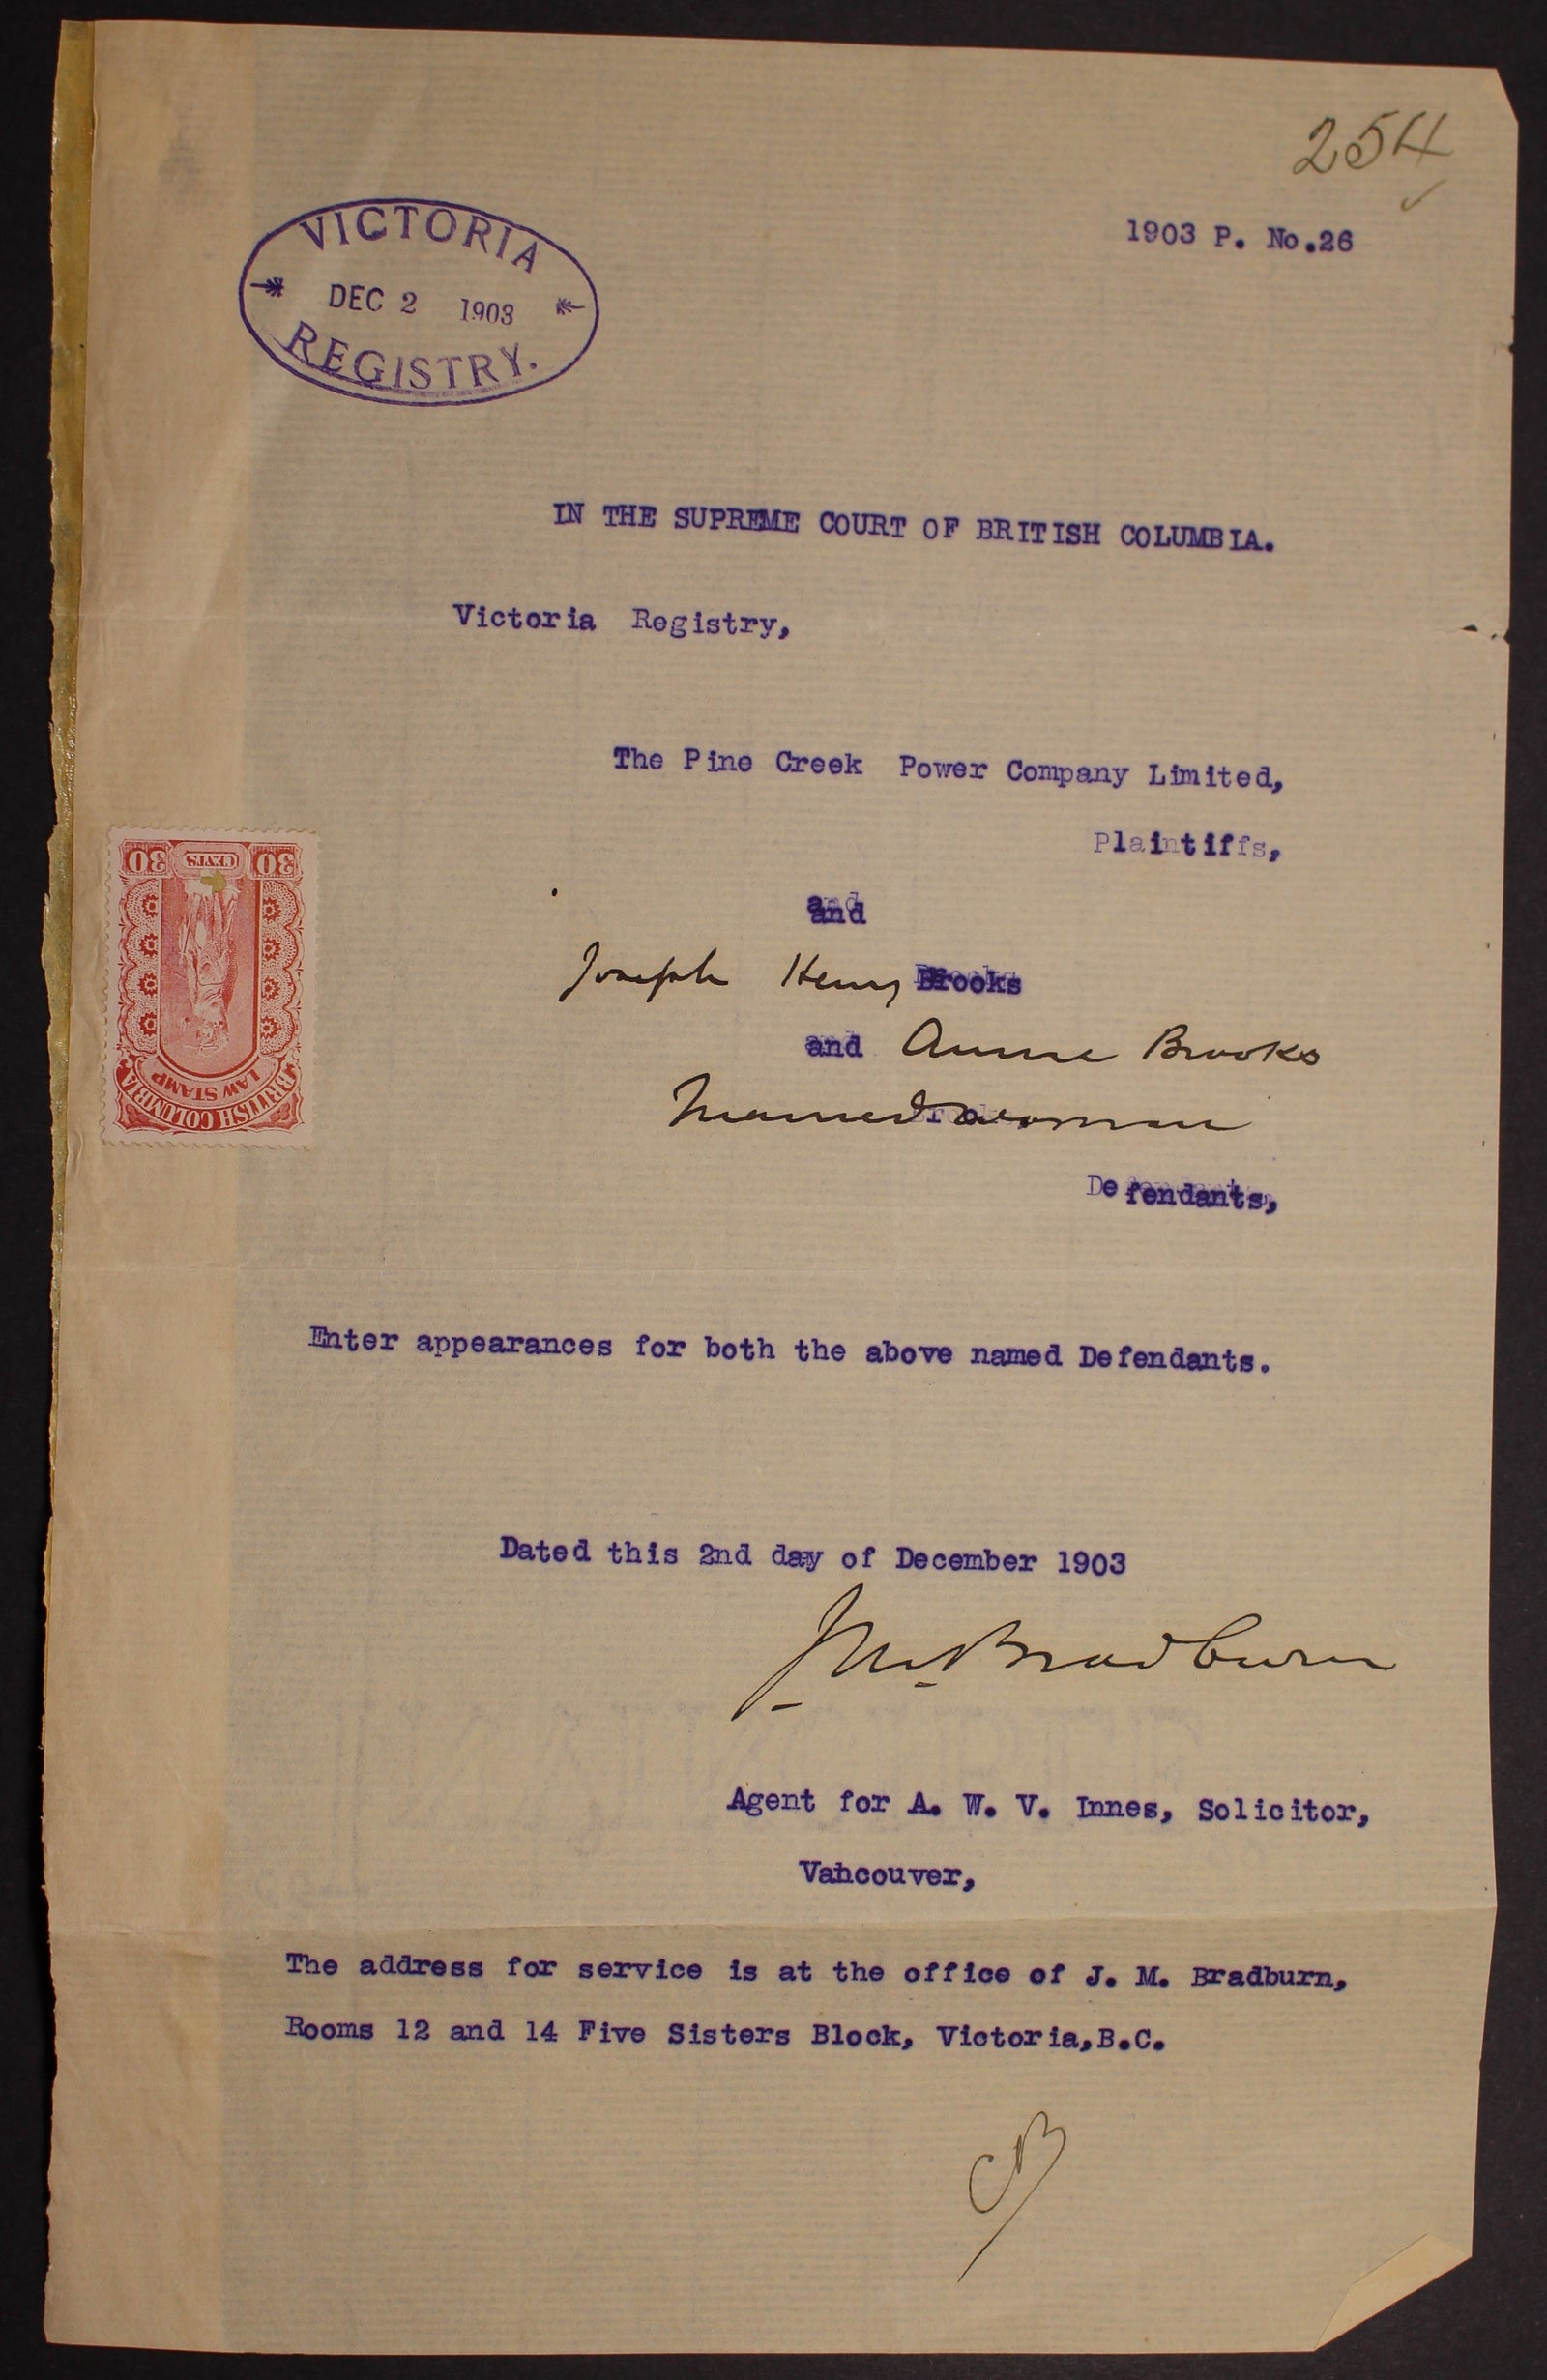 254
1903 P. No.26
VICTORIA
DEC 2 1903
REGISTRY.
IN THE SUPREME COURT OF BRITISH COLUMBIA.
Victoria Registry,
The Pine Creek Power Company Limited,
Plaintiffs,
and
Joseph Henry Brooks
and Annie Brooks
Married woman
Defendants,
30 CENTS 30
LAW STAMP
BRITISH COLUMBIA
Enter appearances for both the above named Defendants.
Dated this 2nd day of December 1903
J. M. Bradburn
Agent for A. W. V. Innes, Solicitor,
Vahcouver,
The address for service is at the office of J. M. Bradburn,
Rooms 12 and 14 Five Sisters Block, Victoria,B.C.